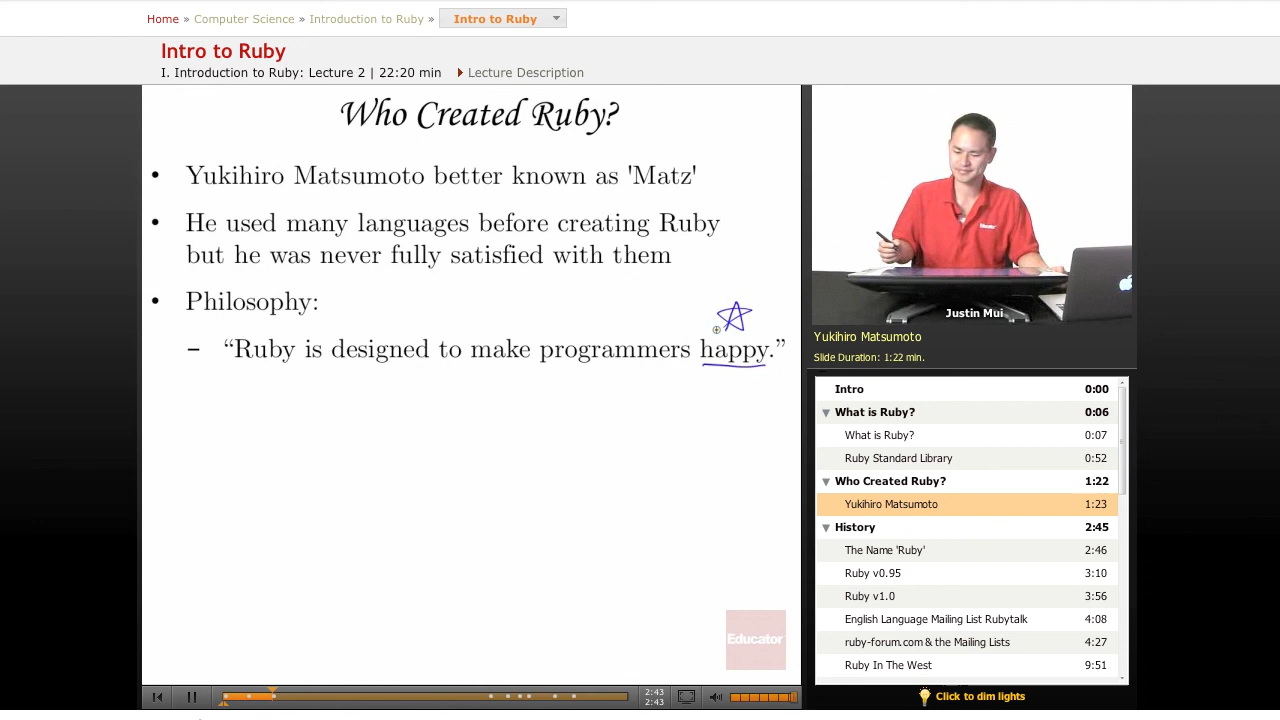 Home » Computer Science » Introduction to Ruby » Intro to Ruby
Intro to Ruby
I. Introduction to Ruby: Lecture 2 | 22:20 min Lecture Description
Who Created Ruby?
• Yukihiro Matsumoto better known as 'Matz'
• He used many languages before creating Ruby
but he was never fully satisfied with them
• Philosophy:
– “Ruby is designed to make programmers happy.”
Educator
2:43
2:43
Justin Mui
Yukihiro Matsumoto
Slide Duration: 1:22 min.
Intro 0:00
What is Ruby? 0:06
What is Ruby? 0:07
Ruby Standard Library 0:52
Who Created Ruby? 1:22
Yukihiro Matsumoto 1:23
History 2:45
The Name 'Ruby' 2:46
Ruby v0.95 3:10
Ruby v1.0 3:56
English Language Mailing List Rubytalk 4:08
ruby-forum.com & the Mailing Lists 4:27
Ruby In The West 9:51
Click to dim lights